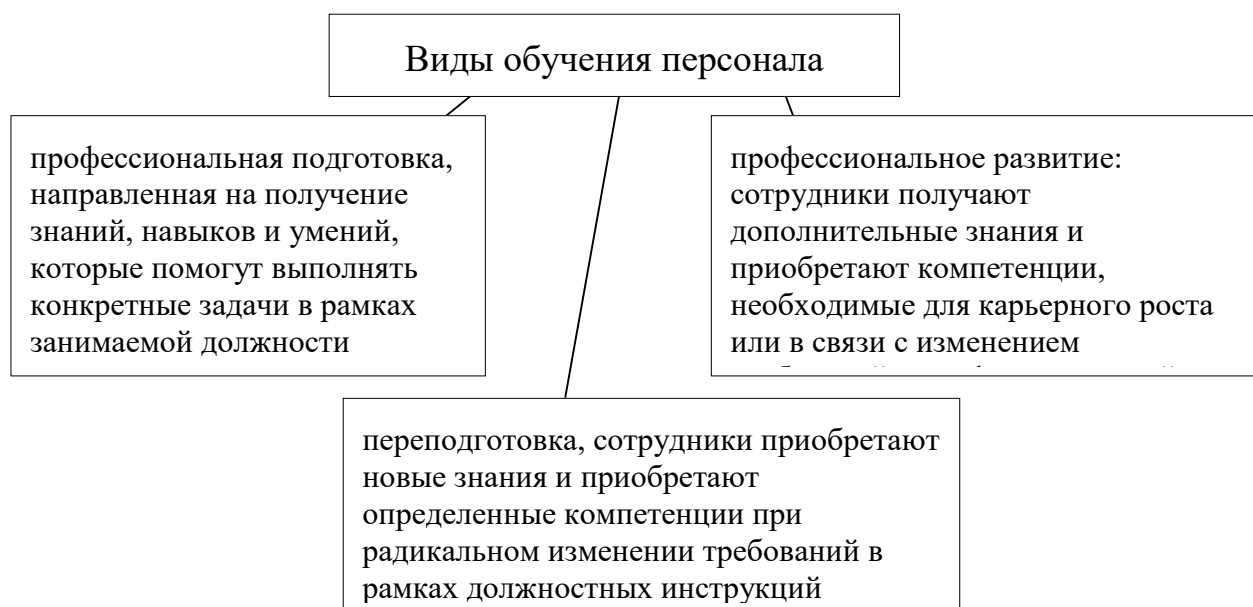 Виды обучения персонала
профессиональная подготовка,
направленная на получение
знаний, навыков и умений,
которые помогут выполнять
конкретные задачи в рамках
занимаемой должности
профессиональное развитие:
сотрудники получают
дополнительные знания и
приобретают компетенции,
необходимые для карьерного роста
или в связи с изменением
переподготовка, сотрудники приобретают
новые знания и приобретают
определенные компетенции при
радикальном изменении требований в
рамках должностных инструкций